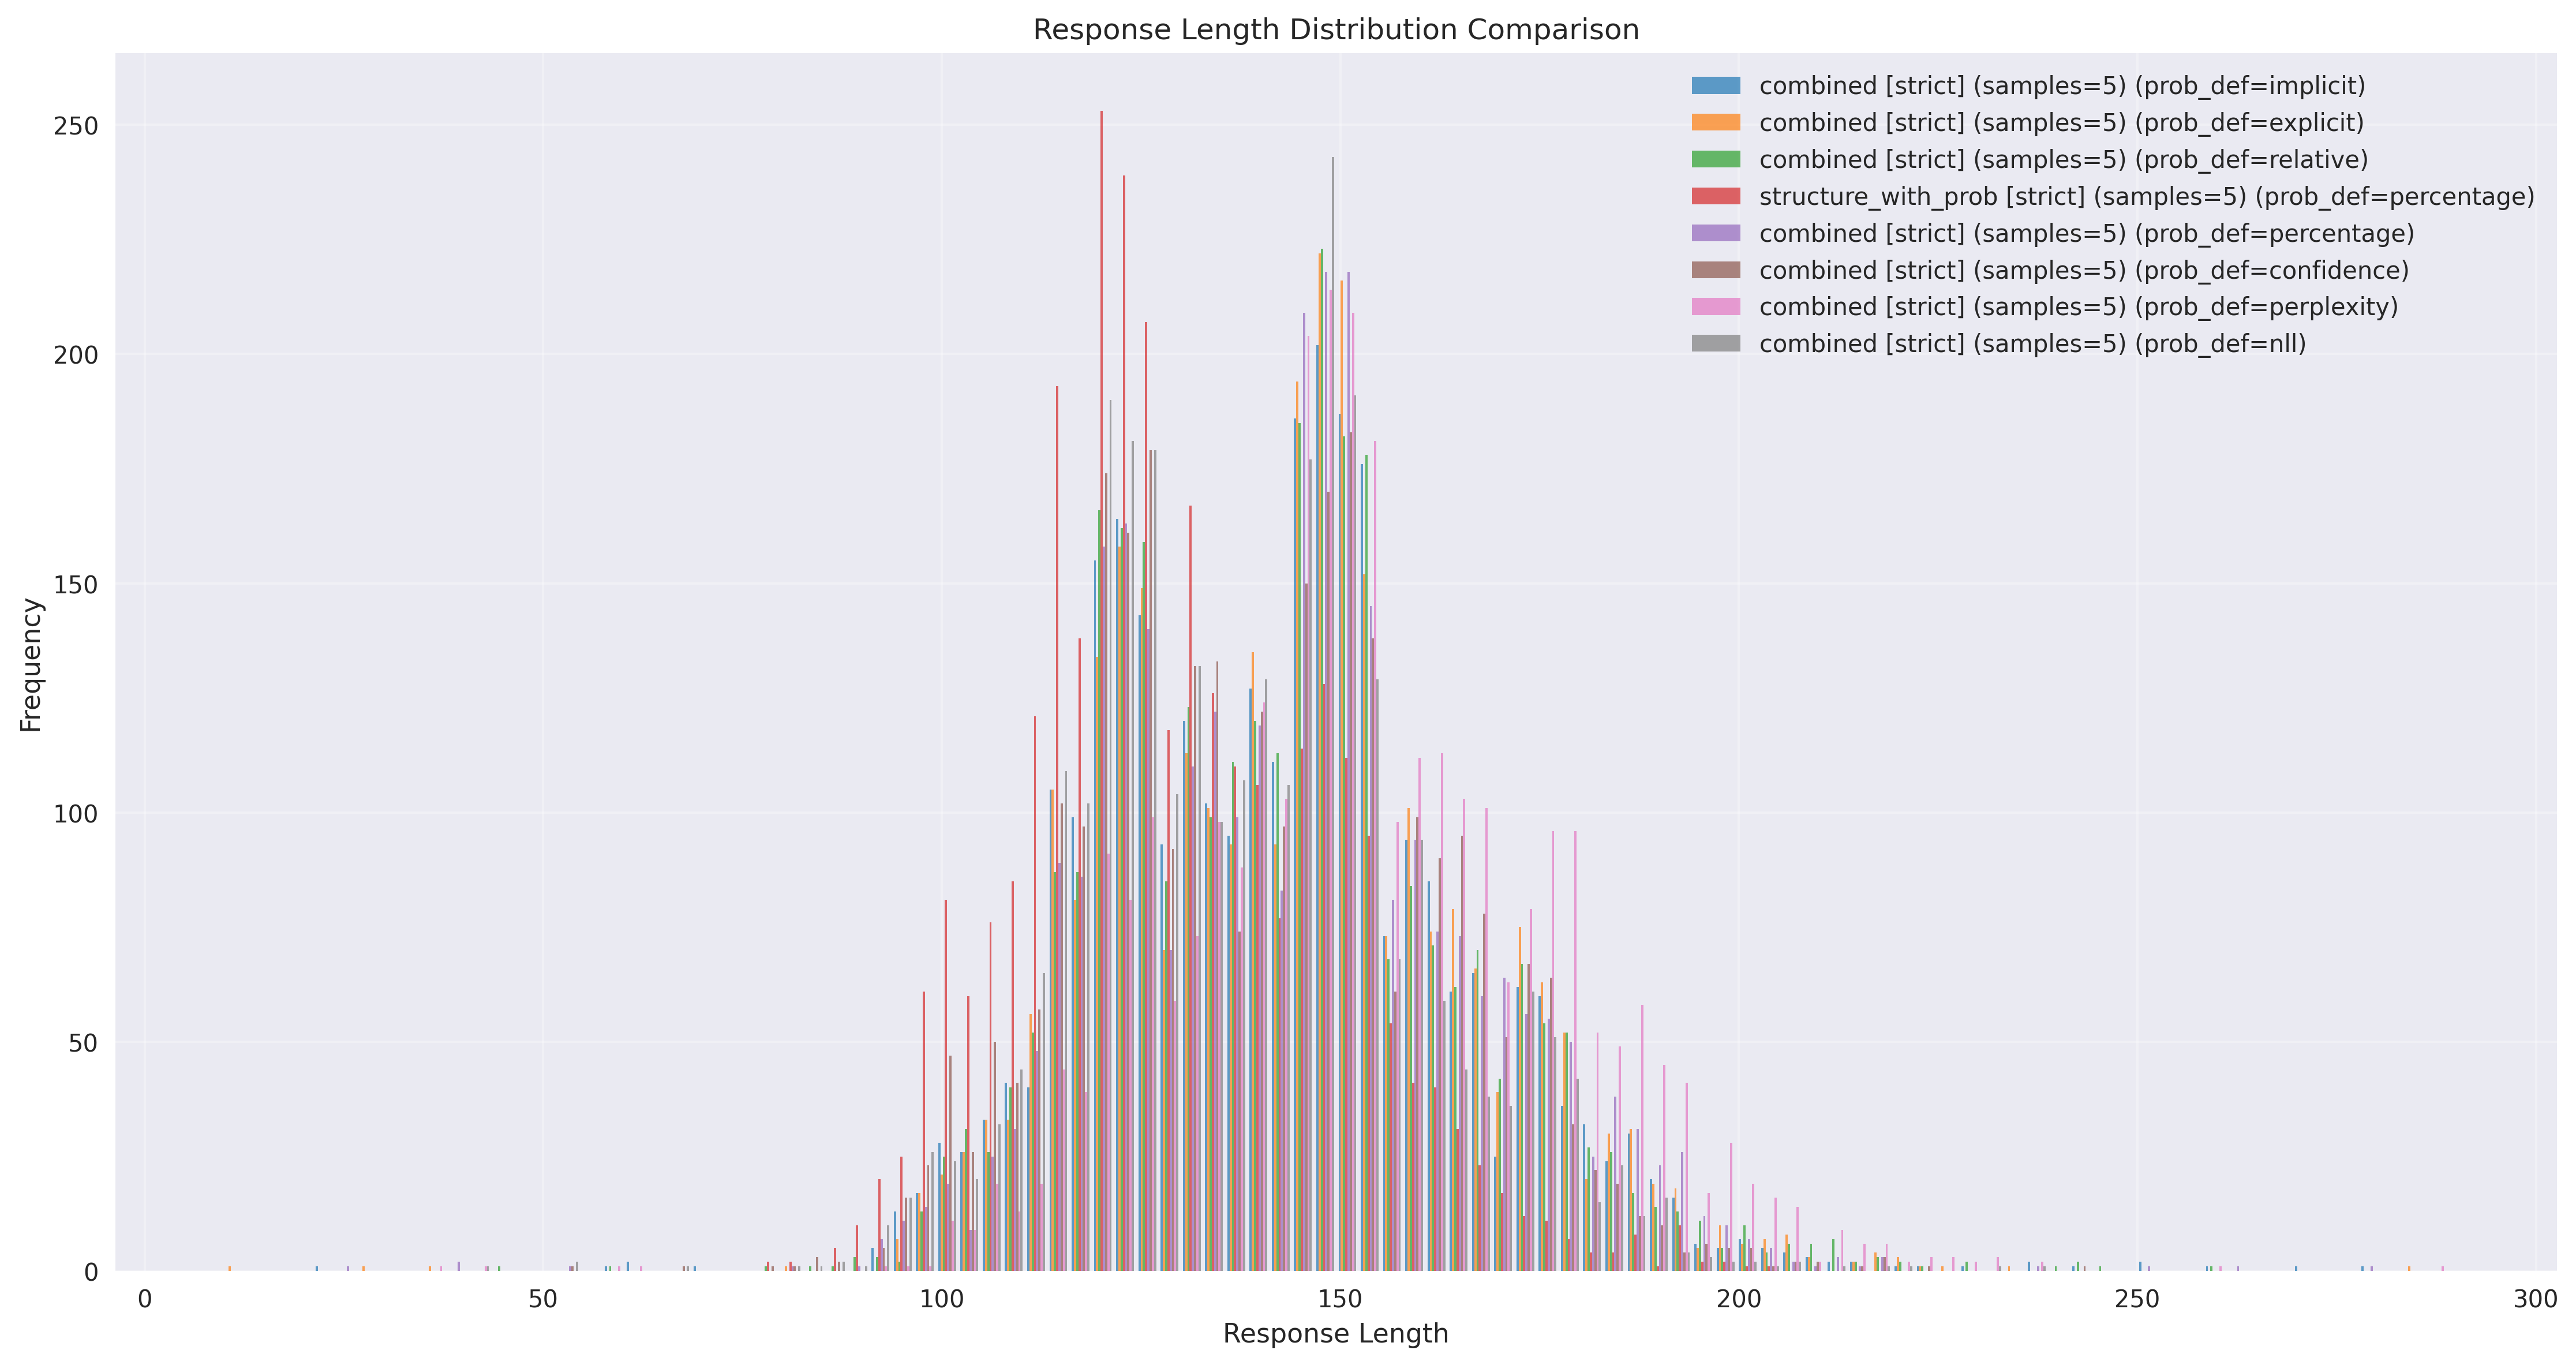 Response Length Distribution Comparison
combined [strict] (samples=5) (prob_def=implicit)
combined [strict] (samples=5) (prob_def=explicit)
combined [strict] (samples=5) (prob_def=relative)
structure_with_prob [strict] (samples=5) (prob_def=percentage)
combined [strict] (samples=5) (prob_def=percentage)
combined [strict] (samples=5) (prob_def=confidence)
combined [strict] (samples=5) (prob_def=perplexity)
combined [strict] (samples=5) (prob_def=nll)
Frequency
250
200
150
100
50
0
0 50 100 150 200 250 300
Response Length